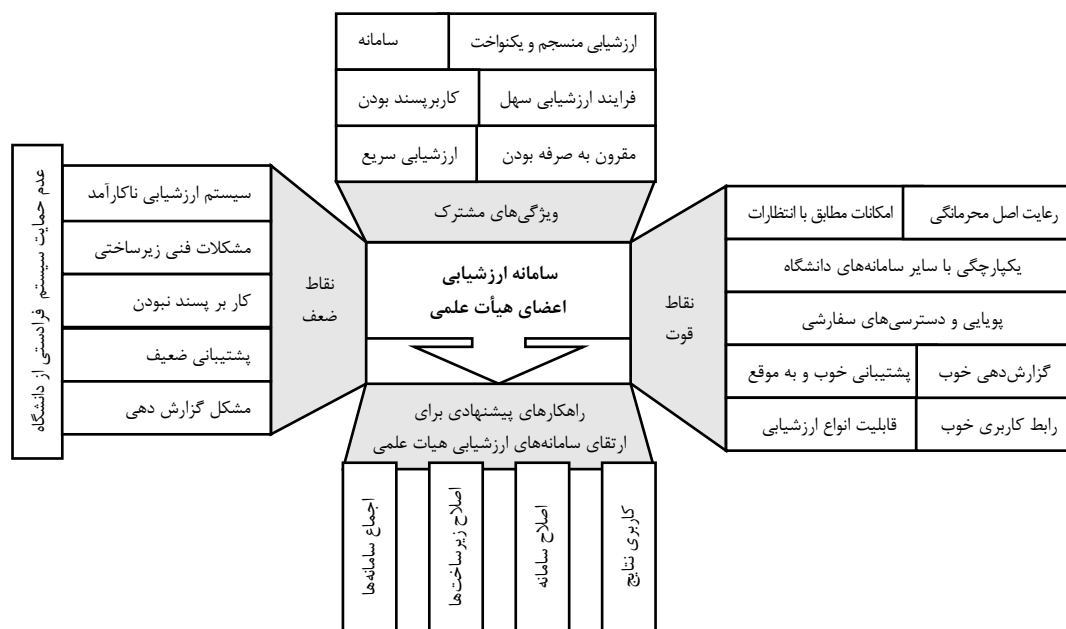 ارزشیابی منسجم و یکنواخت
سامانه
فرایند ارزشیابی سهل
کاربرپسند بودن
مقرون به صرفه بودن
ارزشیابی سریع
ویژگی‌های مشترک
رعایت اصل محرمانگی
امکانات مطابق با انتظارات
یکپارچگی با سایر سامانه‌های دانشگاه
پویایی و دسترسی‌های سفارشی
گزارش‌دهی خوب
پشتیبانی خوب و به موقع
رابط کاربری خوب
قابلیت انواع ارزشیابی
نقاط
قوت
سامانه ارزشیابی
اعضای هیأت علمی
نقاط
ضعف
سیستم ارزشیابی ناکارآمد
مشکلات فنی زیرساختی
کار بر پسند نبودن
پشتیبانی ضعیف
مشکل گزارش دهی
عدم حمایت سیستم فرادستی از دانشگاه
راهکارهای پیشنهادی برای
ارتقای سامانه‌های ارزشیابی هیات علمی
کاربری نتایج
اصلاح سامانه
اصلاح زیرساخت‌ها
اجماع سامانه‌ها